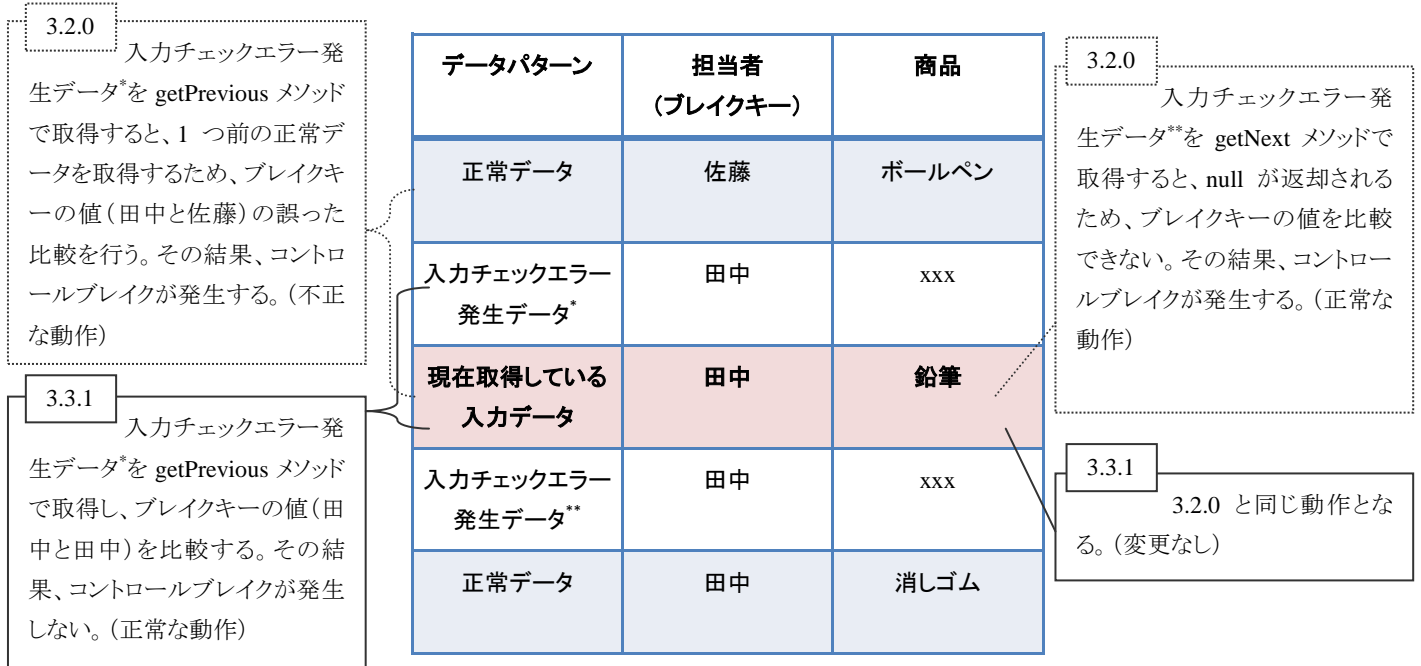 3.2.0
入力チェックエラー発
生データ*を getPrevious メソッド
で取得すると、1 つ前の正常デ
ータを取得するため、ブレイクキ
ーの値(田中と佐藤)の誤った
比較を行う。その結果、コントロ
ールブレイクが発生する。(不正
な動作)
3.3.1
入力チェックエラー発
生データ*を getPrevious メソッド
で取得し、ブレイクキーの値(田
中と田中)を比較する。その結
果、コントロールブレイクが発生
しない。(正常な動作)
データパターン 担当者 商品
(ブレイクキー)
正常データ 佐藤 ボールペン
入力チェックエラー 田中 xxx
発生データ*
現在取得している 田中 鉛筆
入力データ
入力チェックエラー 田中 xxx
発生データ**
正常データ 田中 消しゴム
3.2.0
入力チェックエラー発
生データ**を getNext メソッドで
取得すると、null が返却される
ため、ブレイクキーの値を比較
できない。その結果、コントロー
ルブレイクが発生する。(正常な
動作)
3.3.1
3.2.0 と同じ動作とな
る。(変更なし)